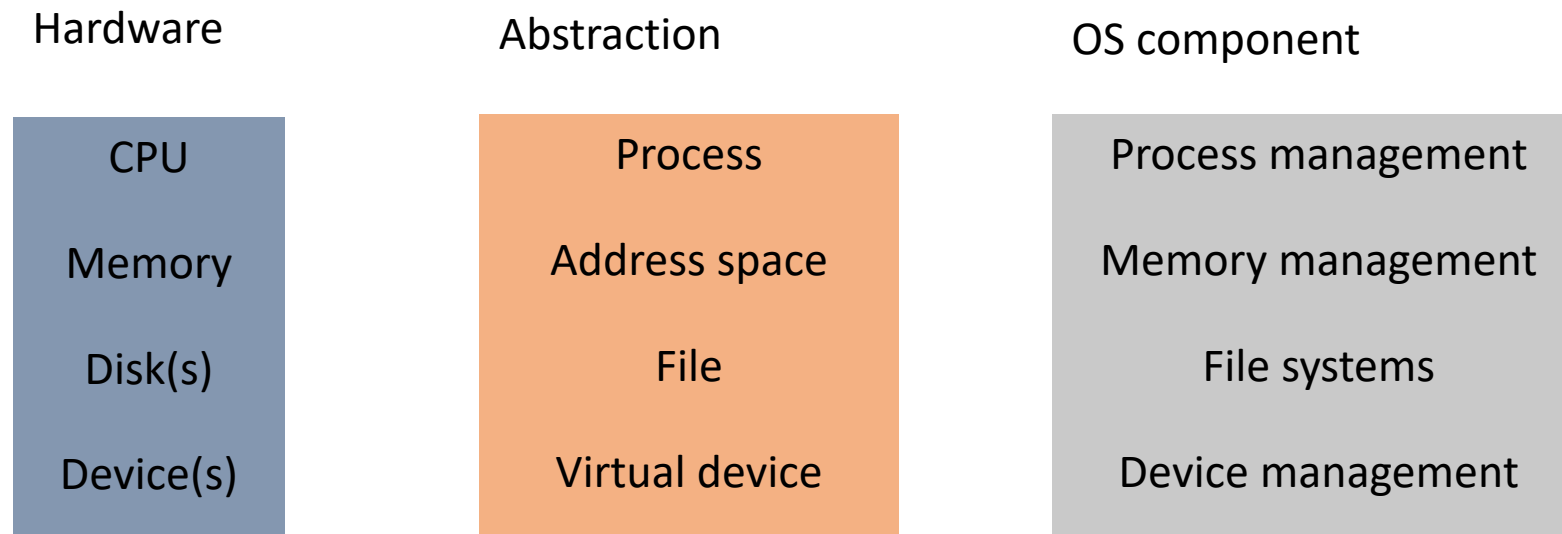 Hardware
Abstraction
OS component
CPU
Process
Process management
Memory
Address space
Memory management
Disk(s)
File
File systems
Device(s)
Virtual device
Device management